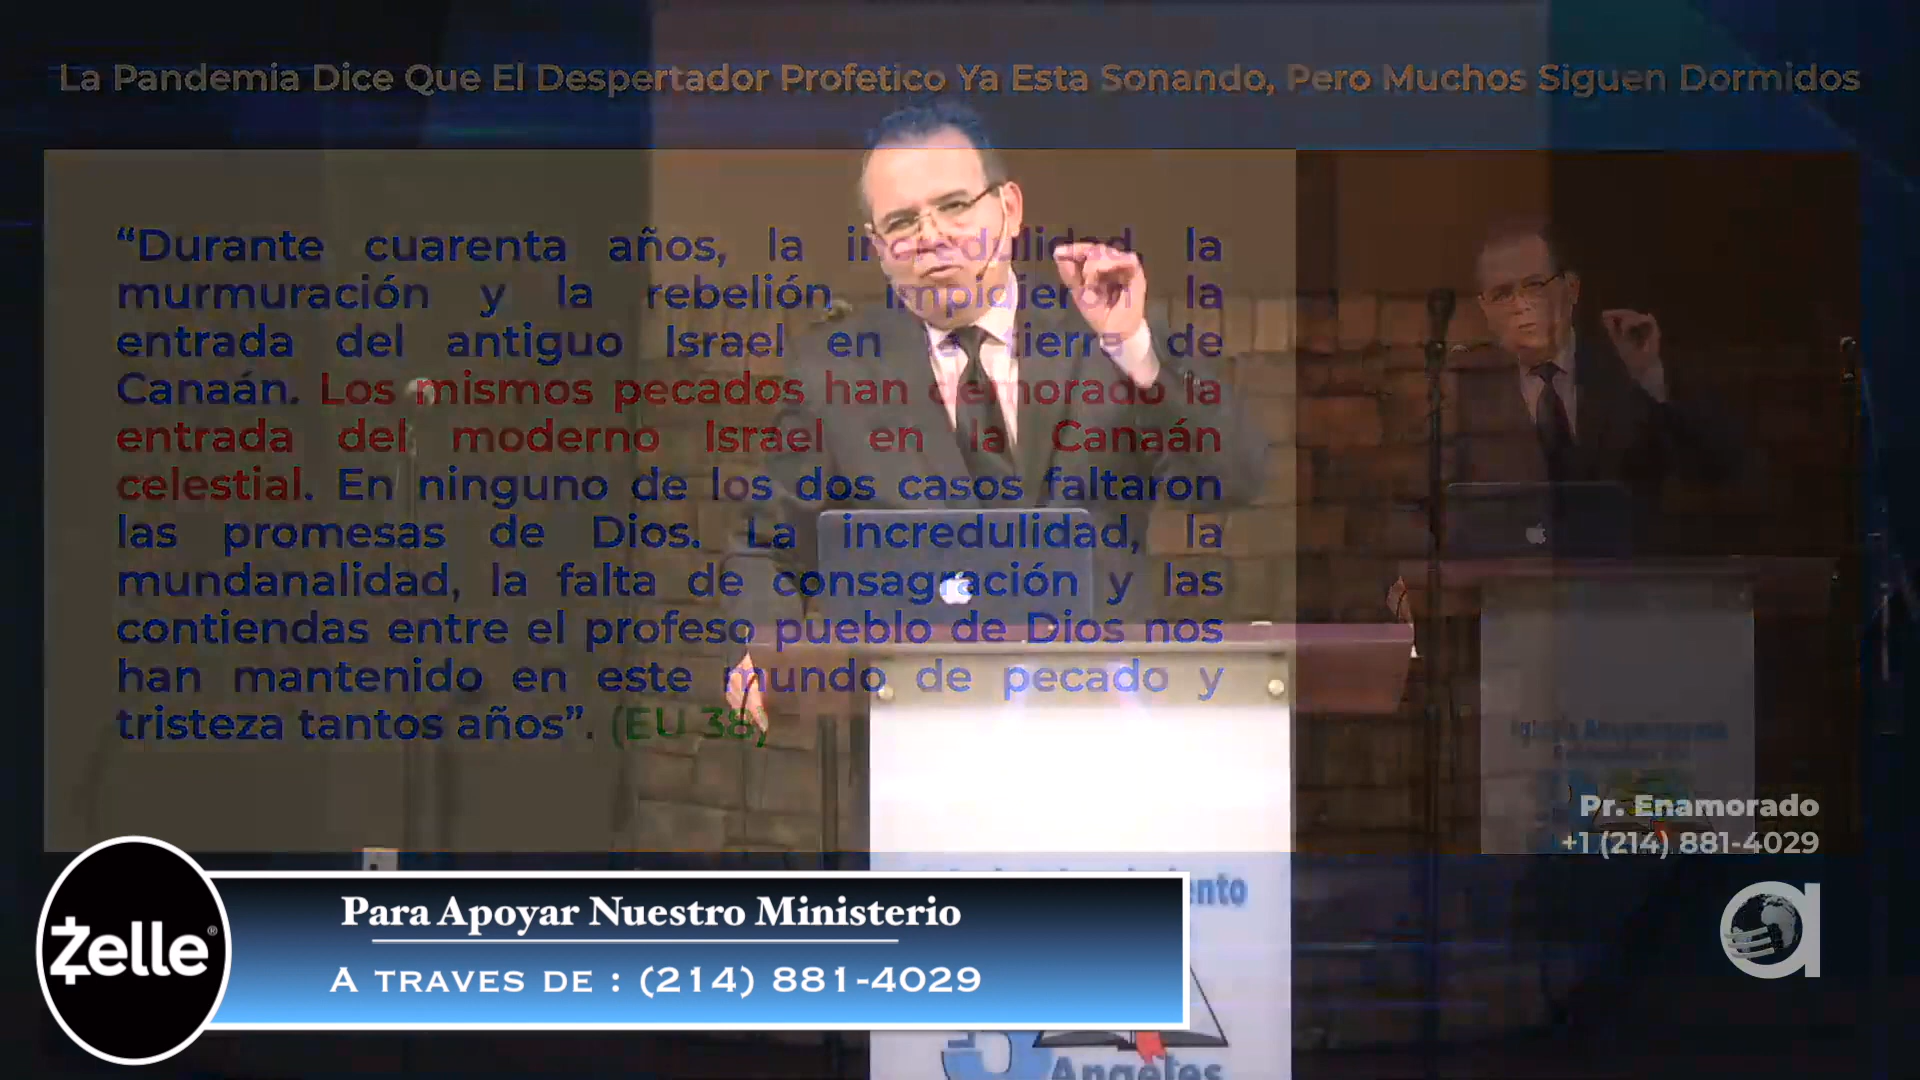 La Pandemia Dice Que El Despertador Profetico Ya Esta Sonando, Pero Muchos Siguen Dormidos
“Durante cuarenta años, la incredulidad la
murmuración y la rebelión impidieron la
entrada del antiguo Israel en la tierra de
Canaán. Los mismos pecados han demorado la
entrada del moderno Israel en la Canaán
celestial. En ninguno de los dos casos faltaron
las promesas de Dios. La incredulidad, la
mundanalidad, la falta de consagración y las
contiendas entre el profeso pueblo de Dios nos
han mantenido en este mundo de pecado y
tristeza tantos años”. (EU 38)
Pr. Enamorado
+1 (214) 881-4029
Zelle®
Para Apoyar Nuestro Ministerio
A TRAVES DE : (214) 881-4029
3
Angeles